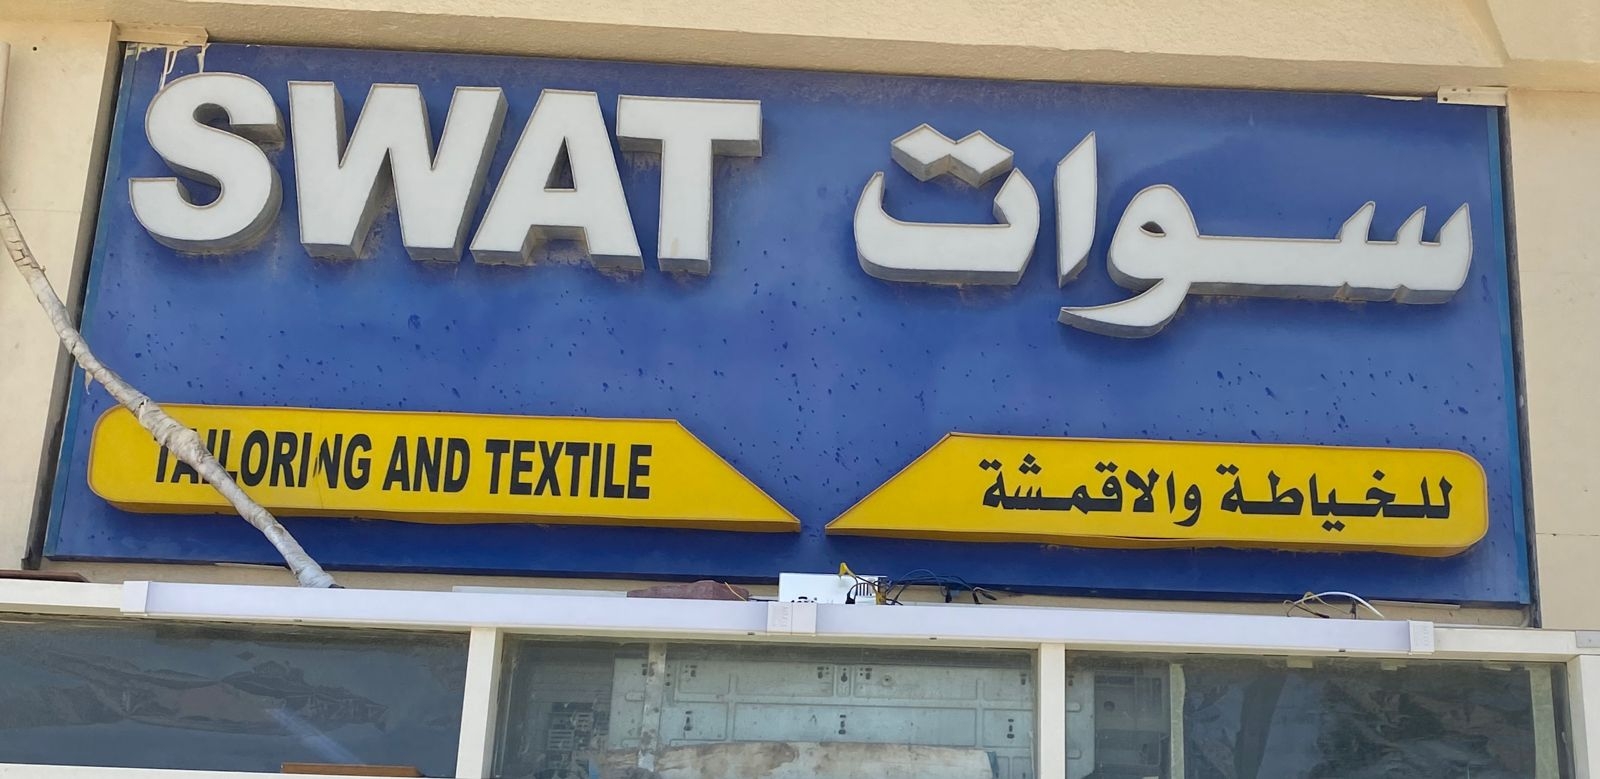 SWAT
سوات
TAILORING AND TEXTILE
للخياطة والاقمشة